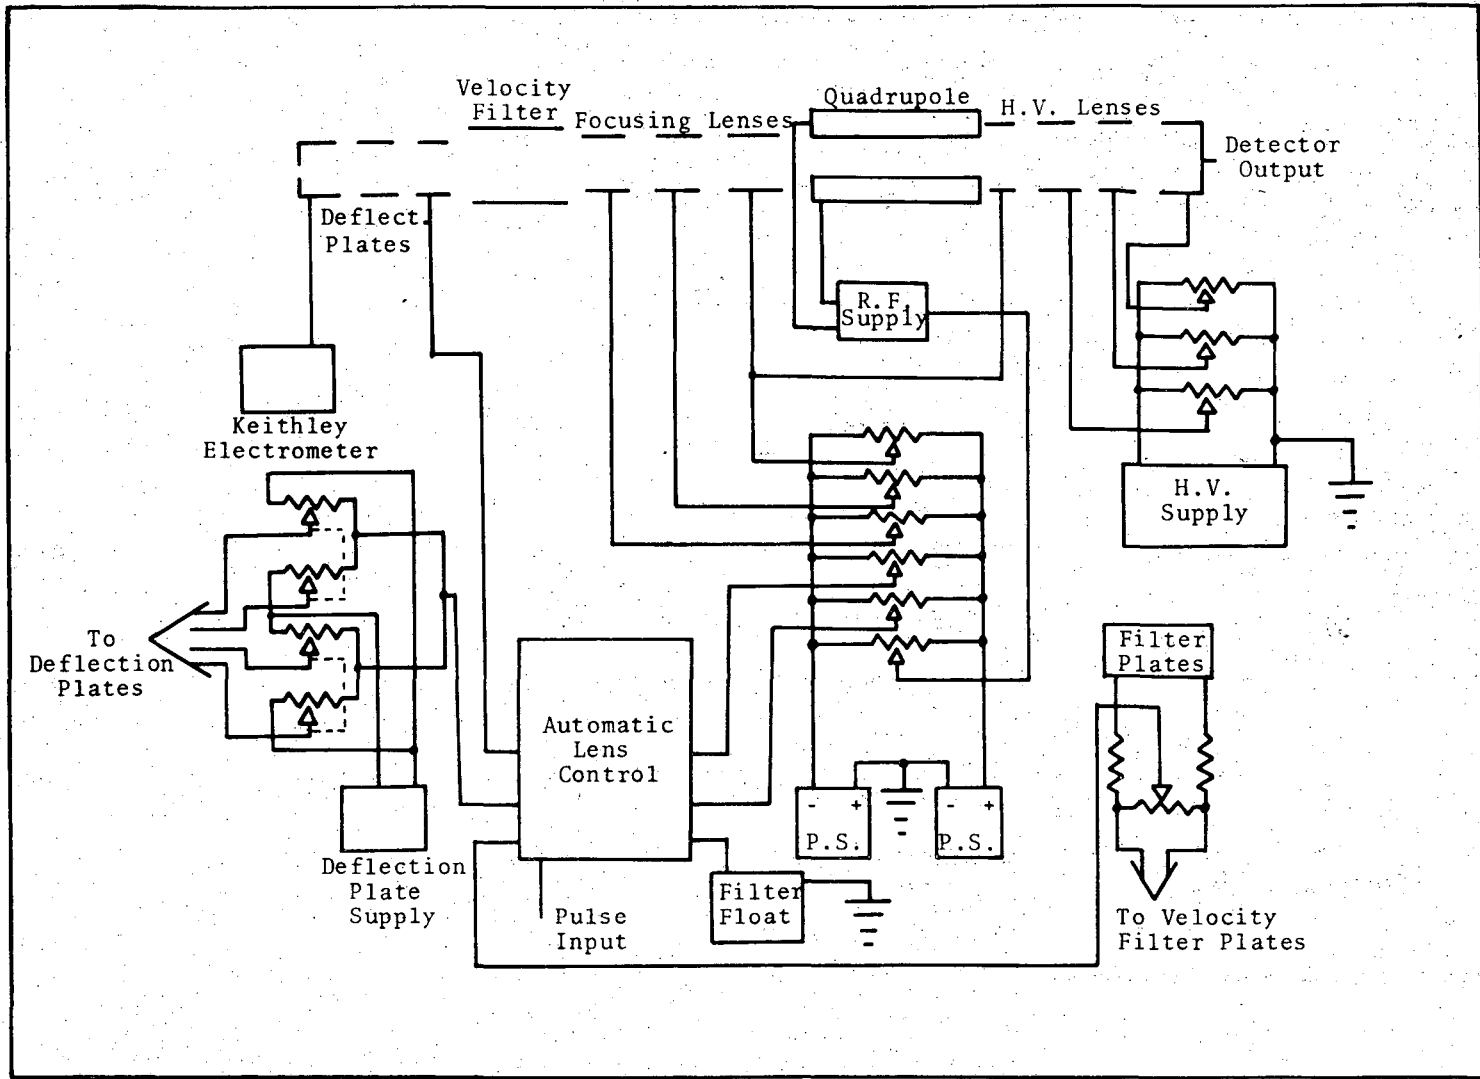 Velocity
Filter
Focusing Lenses
Quadrupole
H.V. Lenses
Detector
Output
Deflect.
Plates
R.F.
Supply
Keithley
Electrometer
H.V.
Supply
To
Deflection
Plates
Filter
Plates
Automatic
Lens
Control
- +
P.S.
- +
P.S.
Deflection
Plate
Supply
Pulse
Input
Filter
Float
To Velocity
Filter Plates